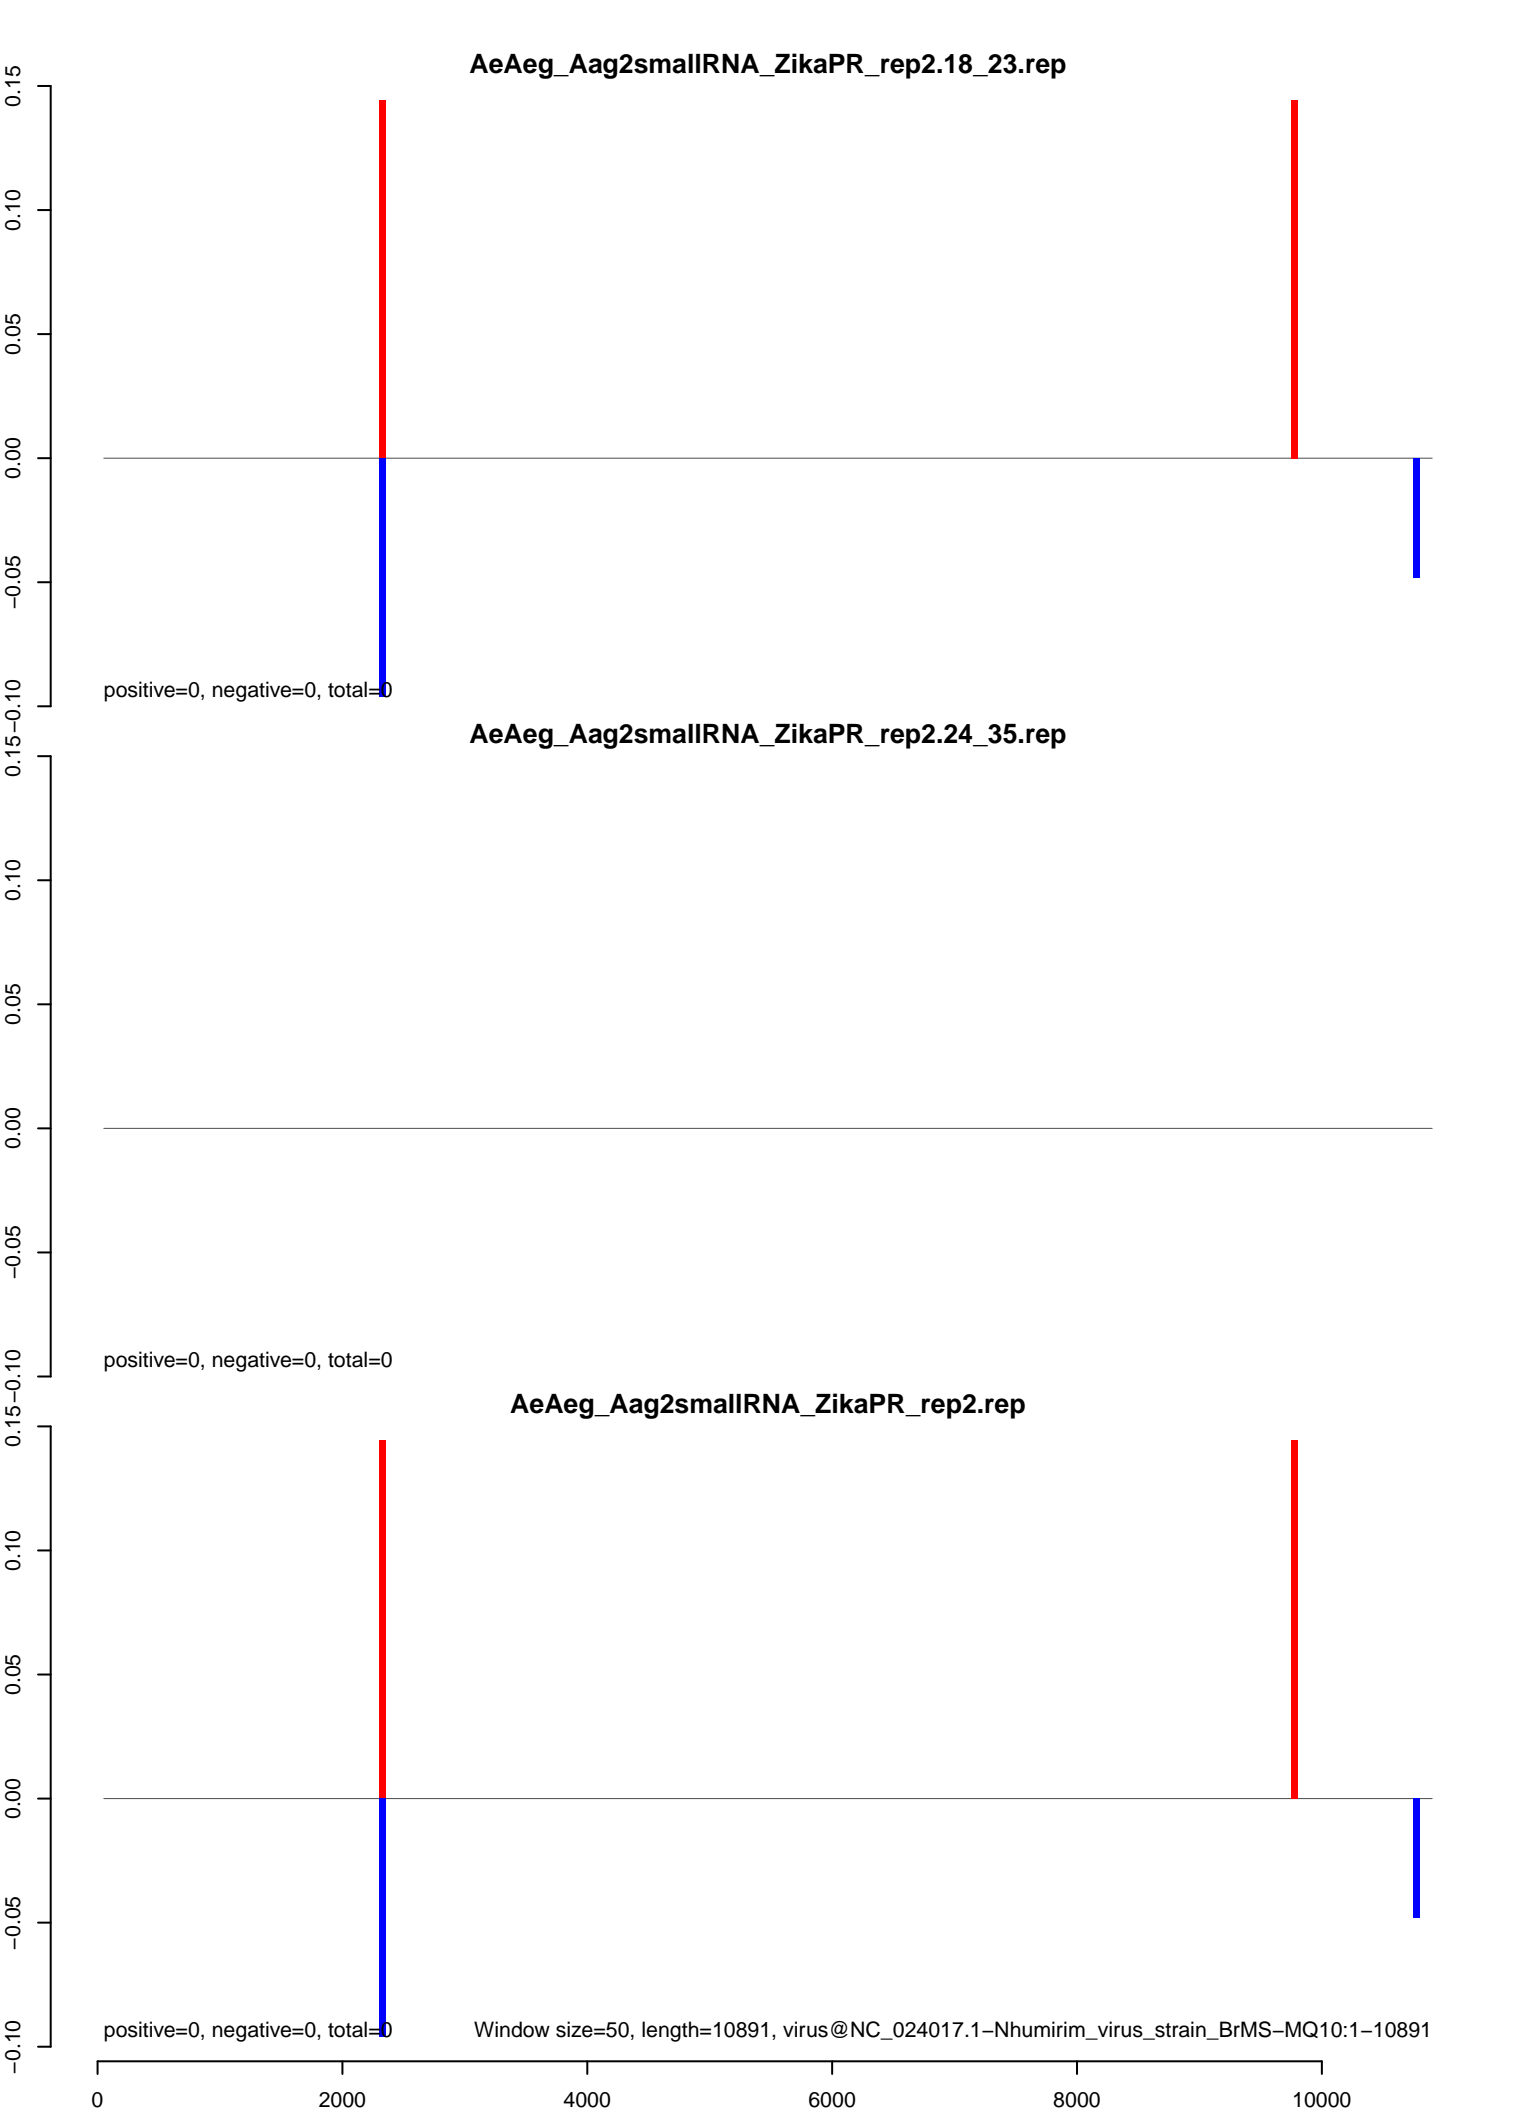 AeAeg_Aag2smallRNA_ZikaPR_rep2.18_23.rep
0.15
0.10
0.05
0.00
−0.05
−0.10
positive=0, negative=0, total=0
AeAeg_Aag2smallRNA_ZikaPR_rep2.24_35.rep
0.15
0.10
0.05
0.00
−0.05
−0.10
positive=0, negative=0, total=0
AeAeg_Aag2smallRNA_ZikaPR_rep2.rep
0.15
0.10
0.05
0.00
−0.05
−0.10
positive=0, negative=0, total=0
Window size=50, length=10891, virus@NC_024017.1−Nhumirim_virus_strain_BrMS−MQ10:1−10891
0 2000 4000 6000 8000 10000